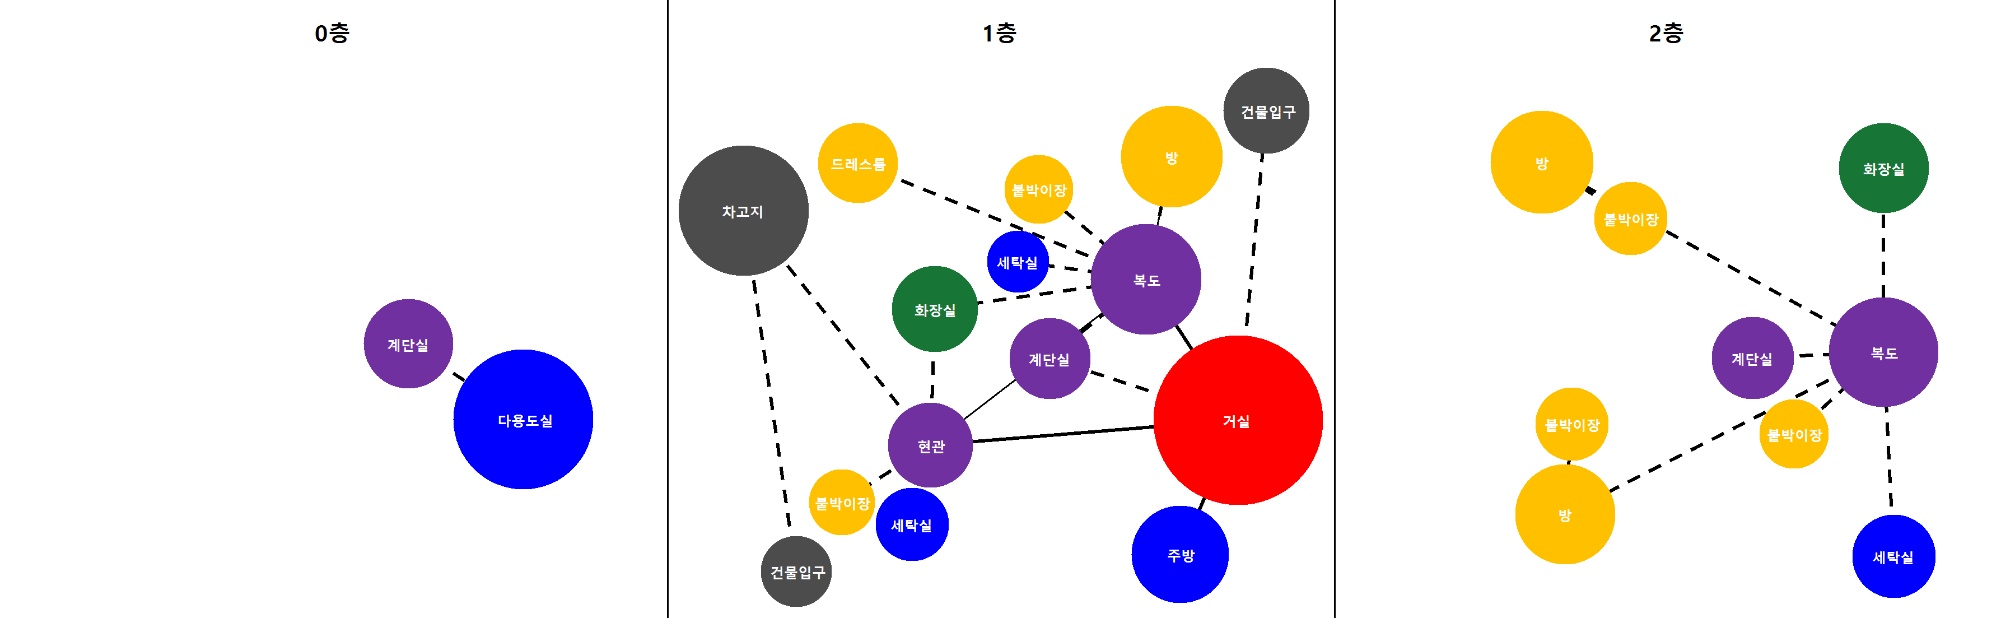 0층
계단실
다용도실
1층
건물입구
방
드레스룸
붙박이장
차고지
세탁실
복도
화장실
계단실
거실
현관
붙박이장
세탁실
주방
건물입구
2층
방
화장실
붙박이장
복도
계단실
붙박이장
붙박이장
방
세탁실